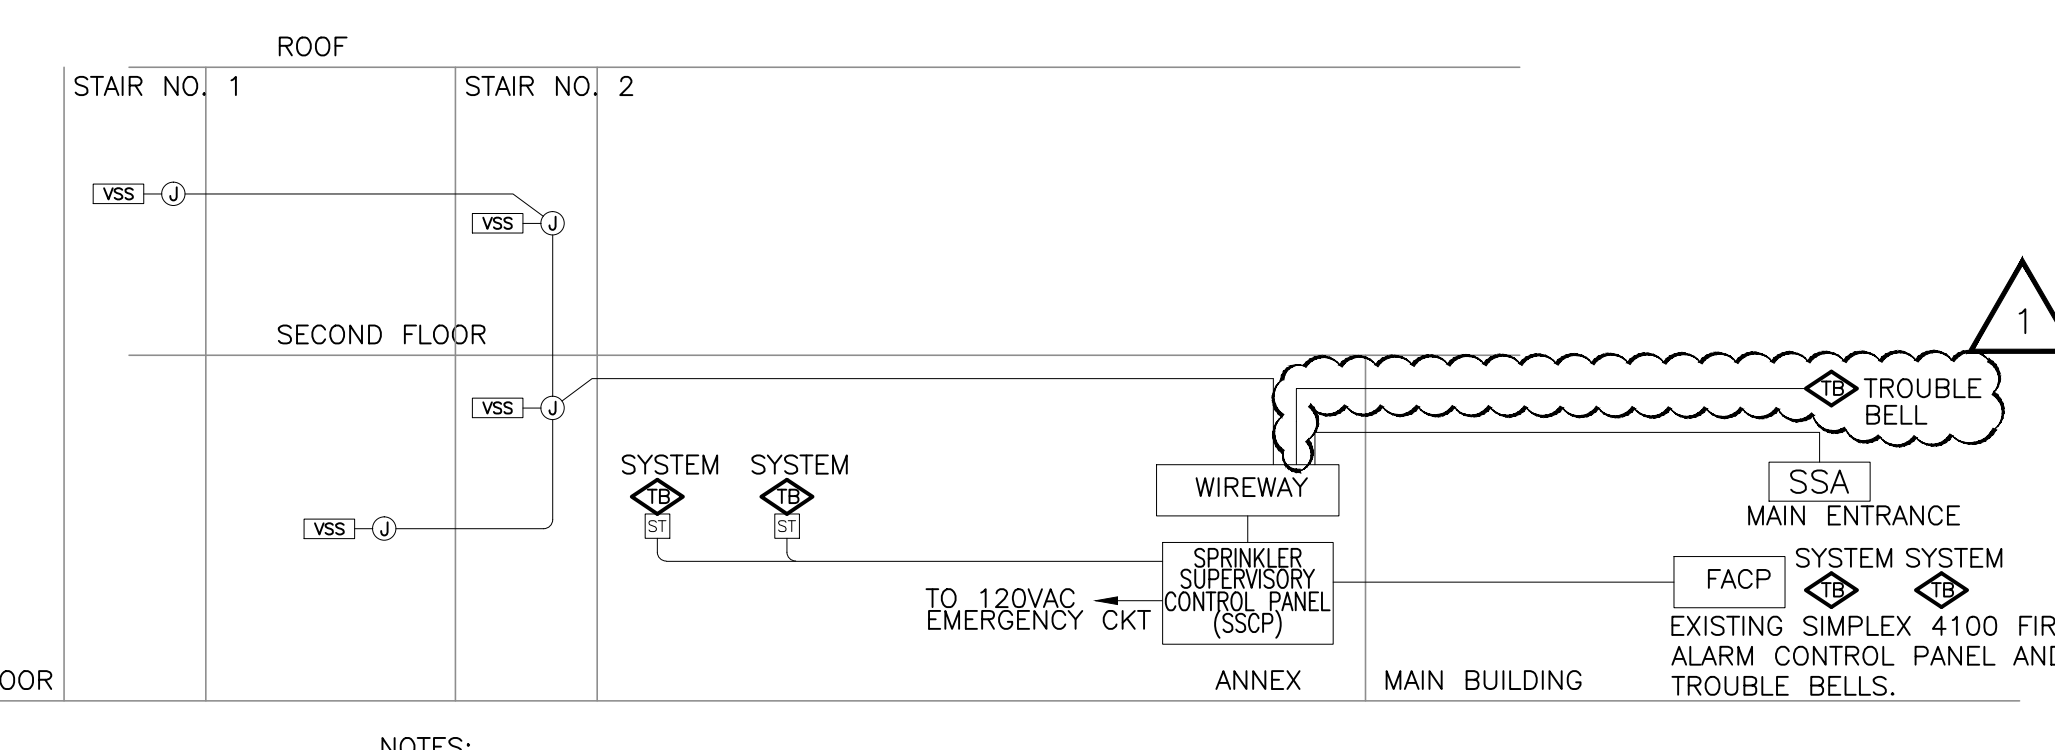 ROOF
STAIR NO. 1
STAIR NO. 2
VSS J
VSS J
1
SECOND FLOOR
TB TROUBLE
BELL
VSS J
SYSTEM SYSTEM
TB TB
ST ST
WIREWAY
SSA
MAIN ENTRANCE
VSS J
SPRINKLER
SUPERVISORY
CONTROL PANEL
(SSCP)
TO 120VAC
EMERGENCY CKT
FACP
SYSTEM SYSTEM
TB TB
EXISTING SIMPLEX 4100 FIR
ALARM CONTROL PANEL AND
TROUBLE BELLS.
OOR
ANNEX
MAIN BUILDING
NOTES: